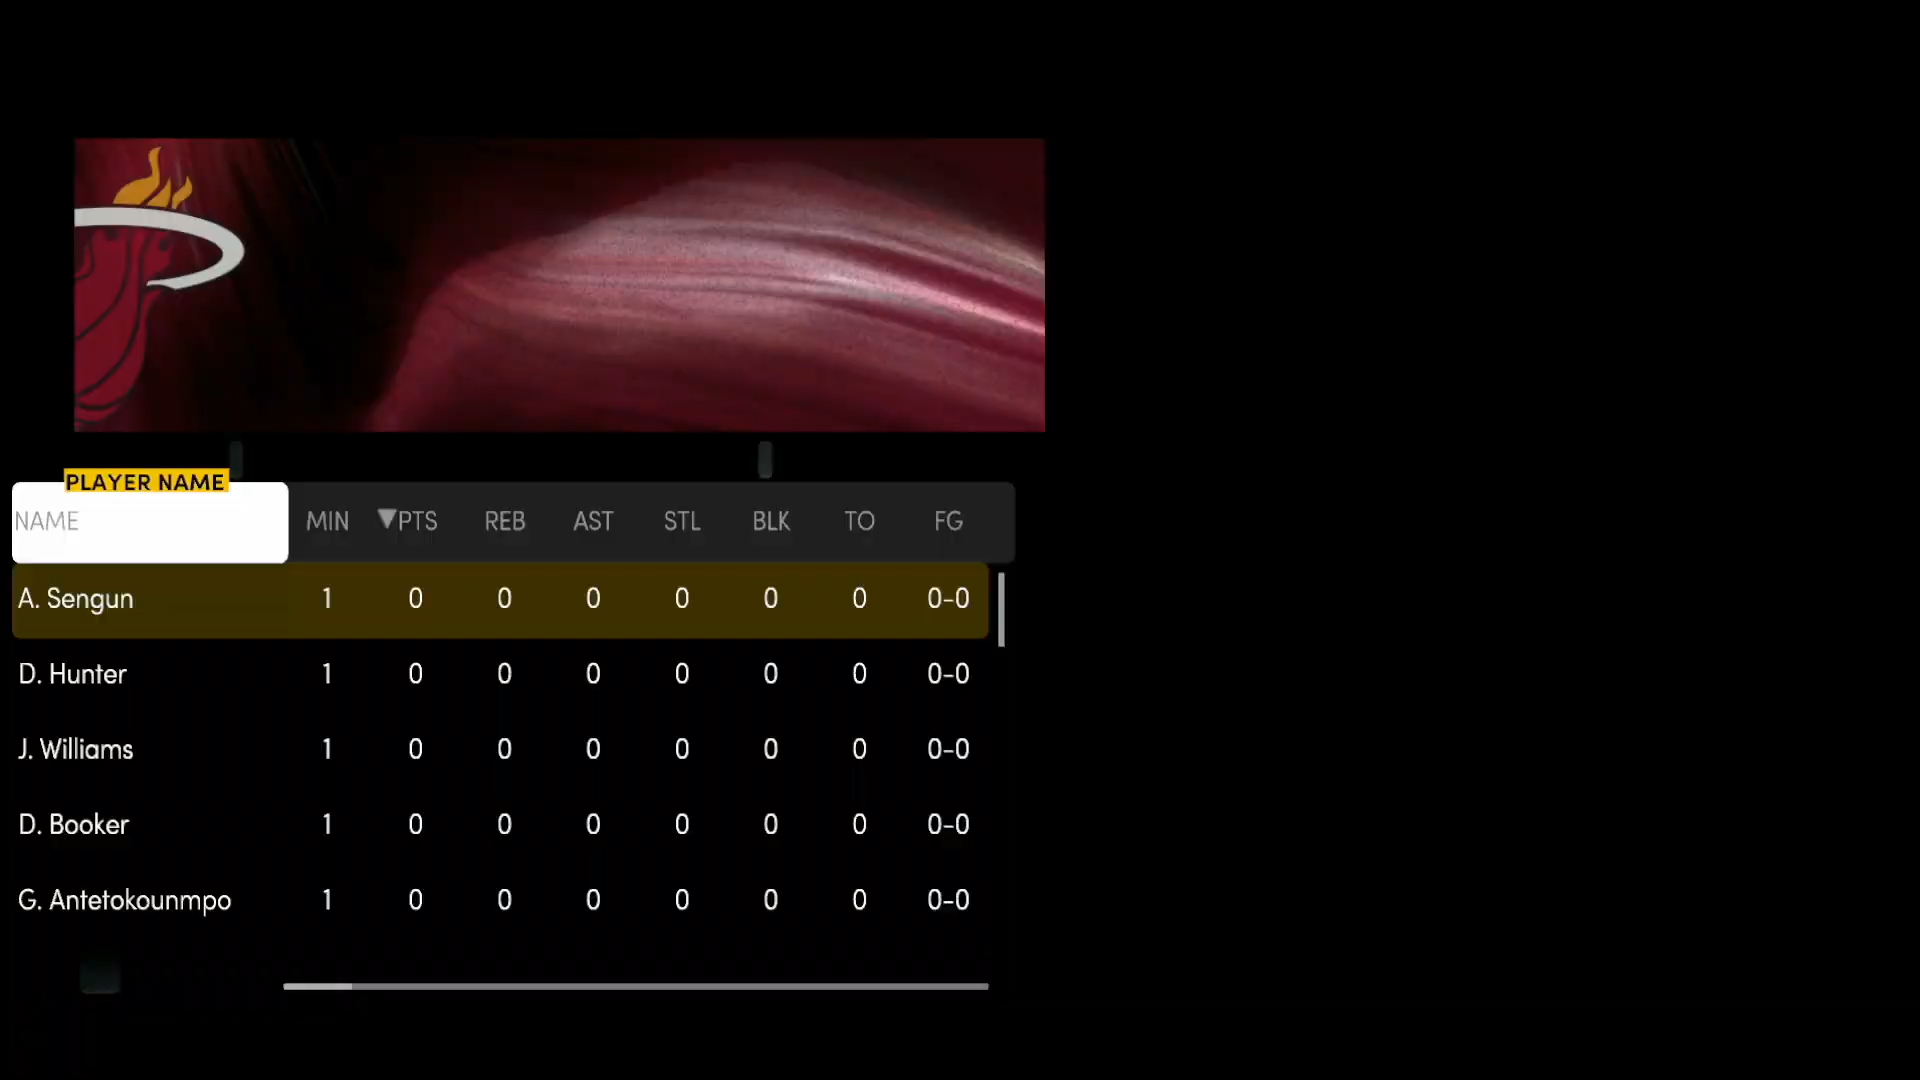 PLAYER NAME
NAME MIN ▼PTS REB AST STL BLK TO FG
A. Sengun 1 0 0 0 0 0 0 0-0
D. Hunter 1 0 0 0 0 0 0 0-0
J. Williams 1 0 0 0 0 0 0 0-0
D. Booker 1 0 0 0 0 0 0 0-0
G. Antetokounmpo 1 0 0 0 0 0 0 0-0